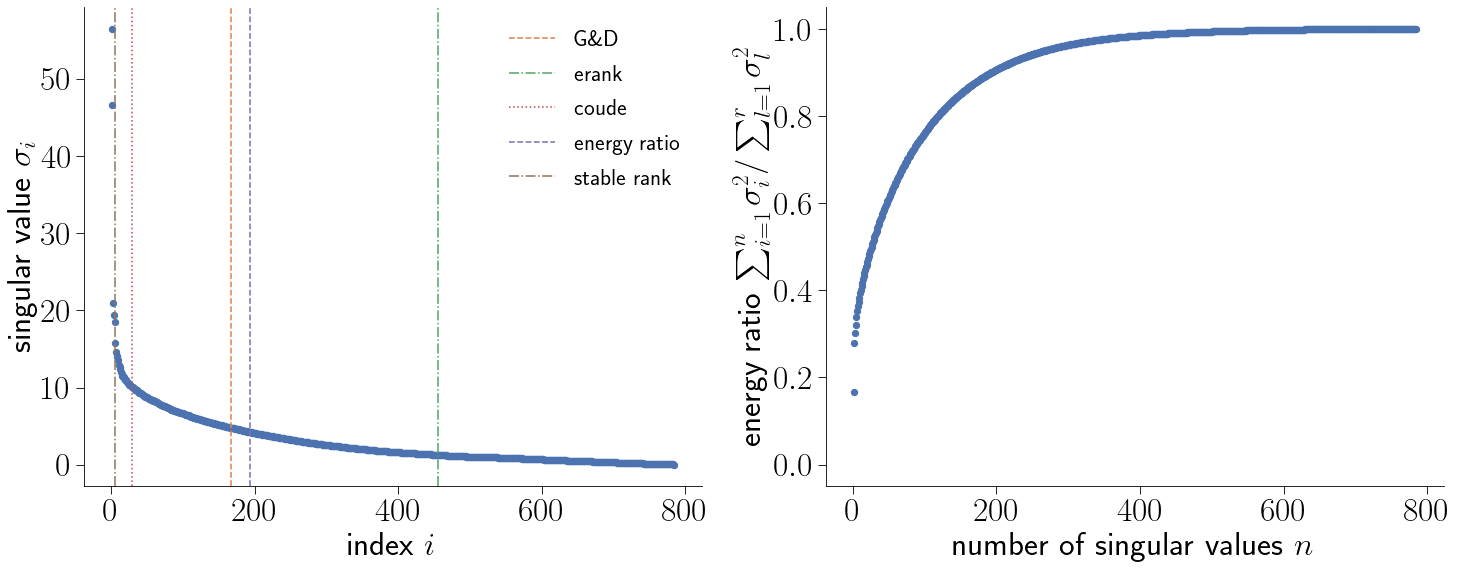 singular value σ_i
50
40
30
20
10
0
0 200 400 600 800
index i
G&D
erank
coude
energy ratio
stable rank
energy ratio ∑_{i=1}^{n} σ_i^2 / ∑_{l=1}^{r} σ_l^2
1.0
0.8
0.6
0.4
0.2
0.0
0 200 400 600 800
number of singular values n